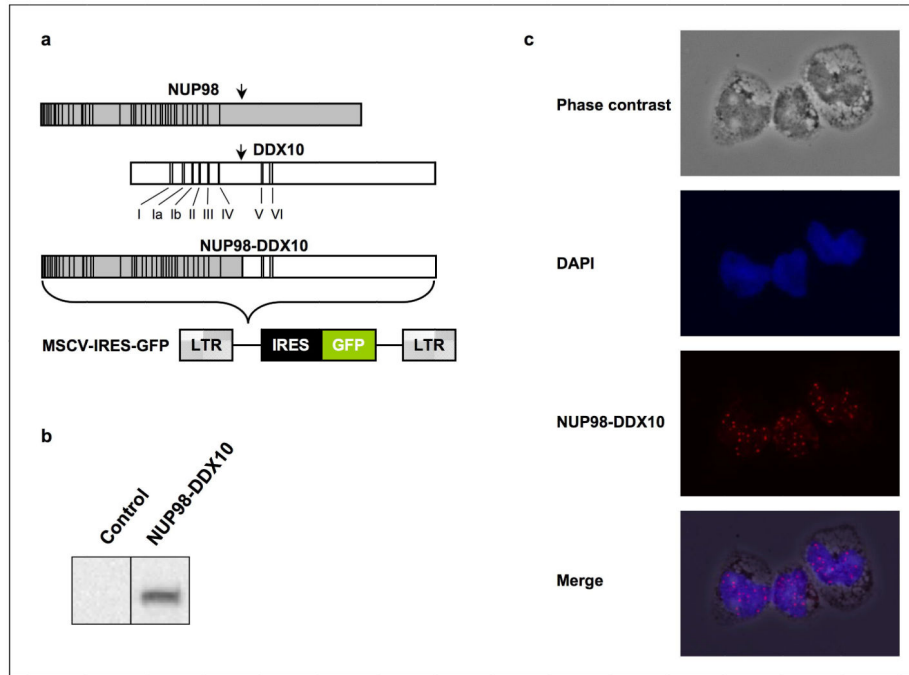 a
NUP98
DDX10
I Ia Ib II III IV V VI
NUP98-DDX10
MSCV-IRES-GFP LTR IRES GFP LTR
b
Control
NUP98-DDX10
c
Phase contrast
DAPI
NUP98-DDX10
Merge